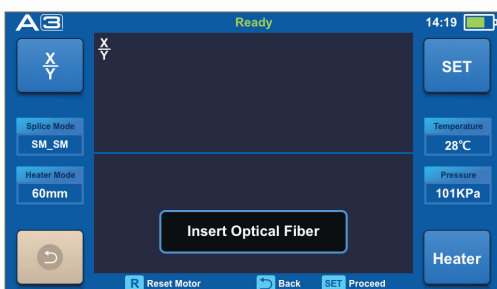 A3
Ready
14:19
X
Y
X
Y
SET
Splice Mode
SM_SM
Temperature
28℃
Heater Mode
60mm
Pressure
101KPa
Insert Optical Fiber
Heater
R Reset Motor
Back
SET Proceed